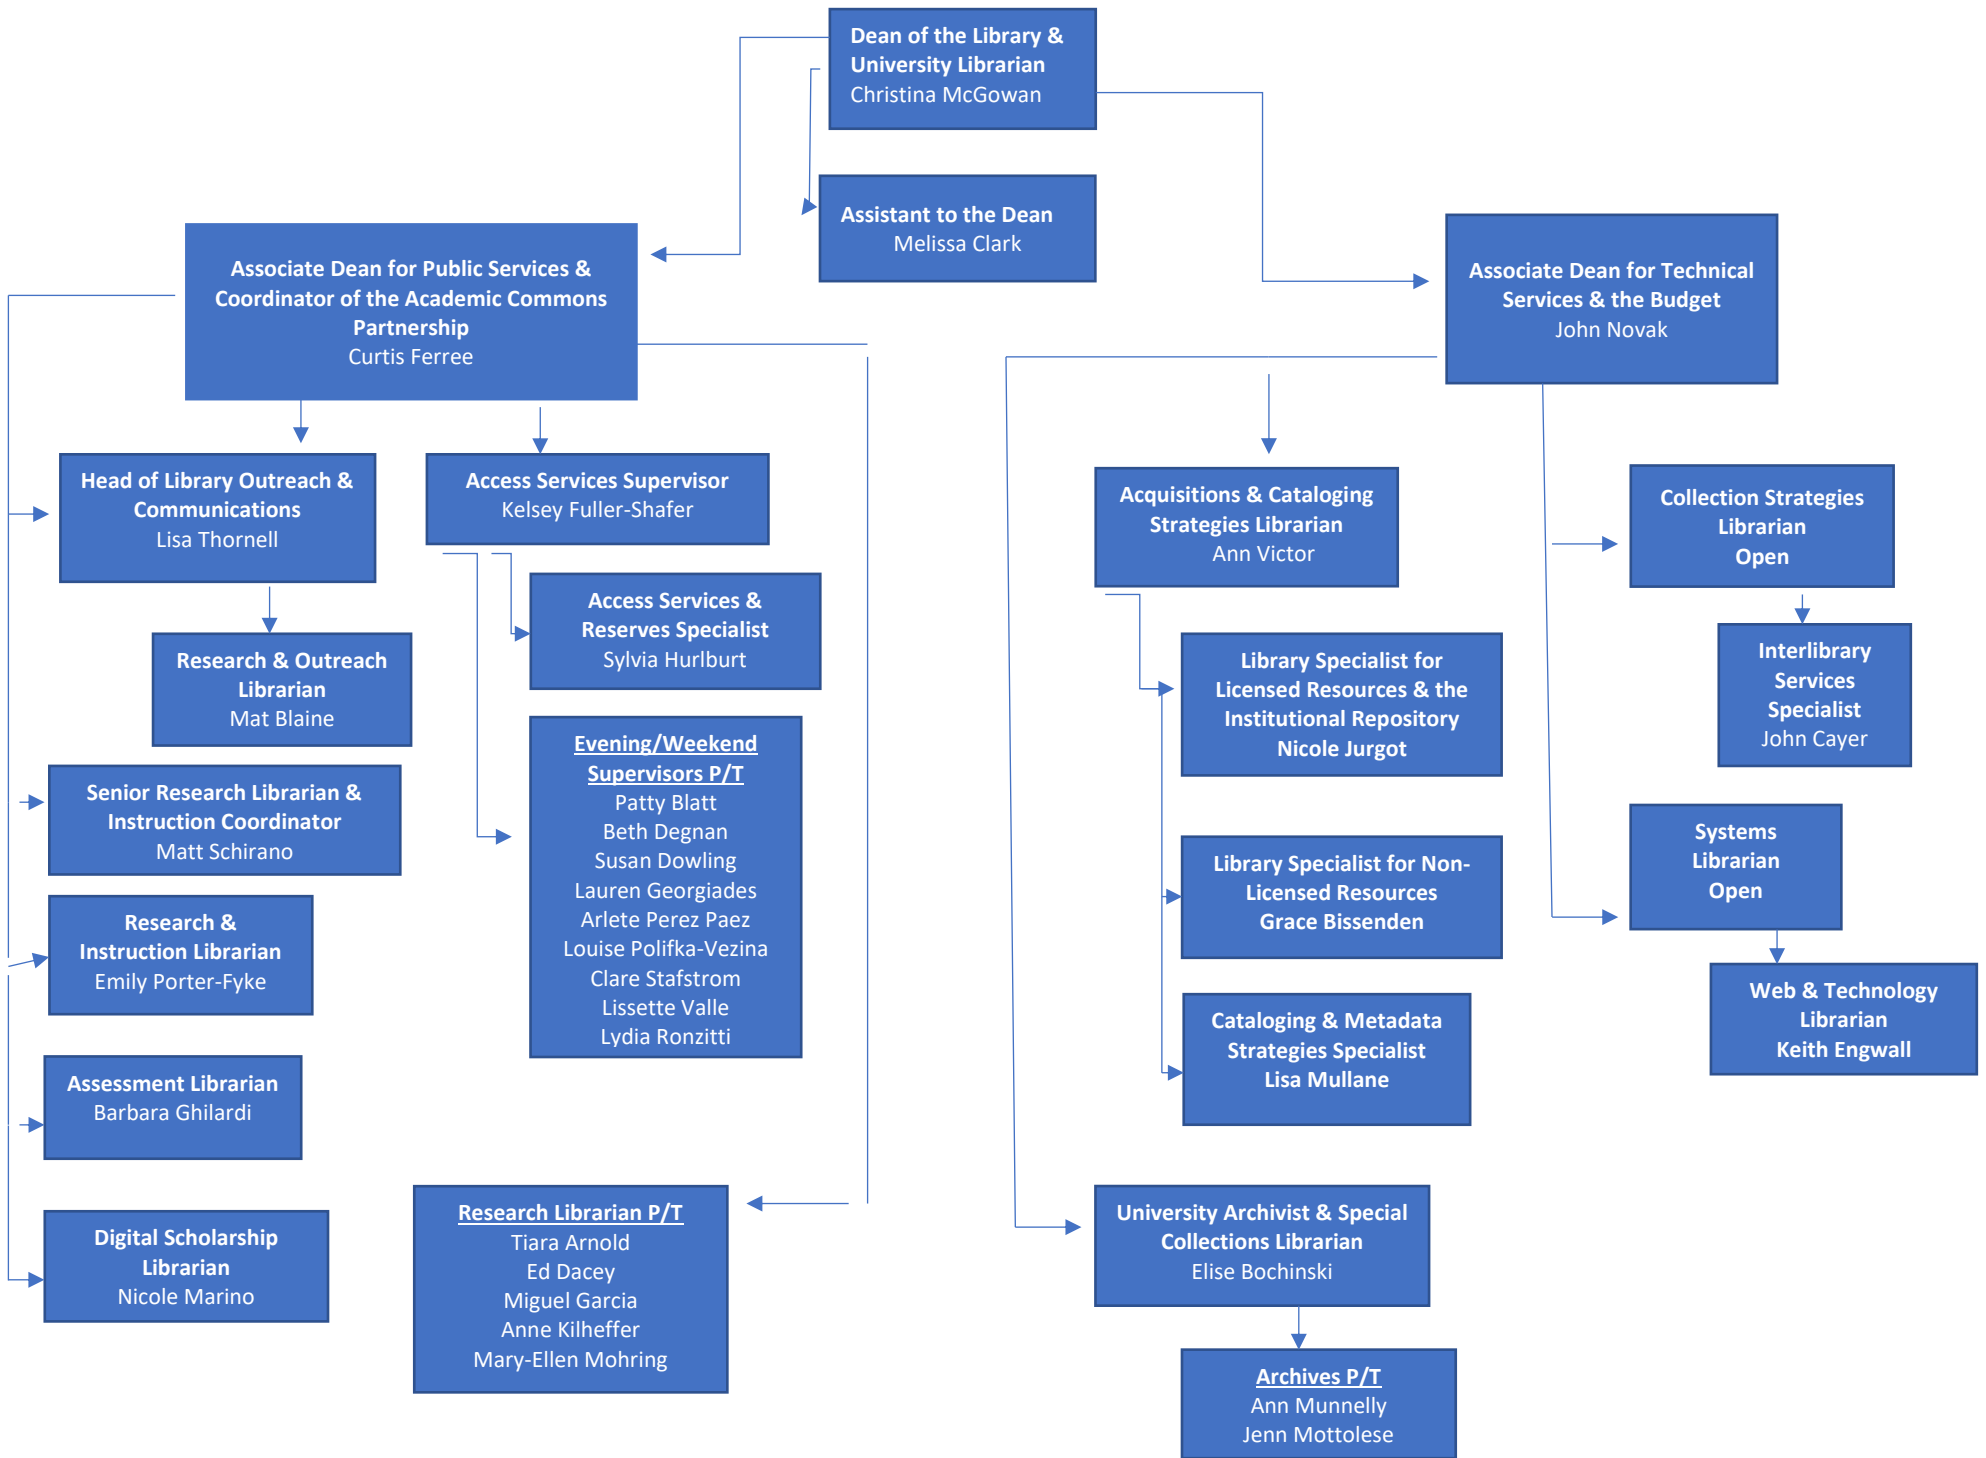 Dean of the Library &
University Librarian
Christina McGowan
Assistant to the Dean
Melissa Clark
Associate Dean for Public Services &
Coordinator of the Academic Commons
Partnership
Curtis Ferree
Associate Dean for Technical
Services & the Budget
John Novak
Head of Library Outreach &
Communications
Lisa Thornell
Access Services Supervisor
Kelsey Fuller-Shafer
Acquisitions & Cataloging
Strategies Librarian
Ann Victor
Collection Strategies
Librarian
Open
Access Services &
Reserves Specialist
Sylvia Hurlburt
Research & Outreach
Librarian
Mat Blaine
Library Specialist for
Licensed Resources & the
Institutional Repository
Nicole Jurgot
Interlibrary
Services
Specialist
John Cayer
Evening/Weekend
Supervisors P/T
Patty Blatt
Beth Degnan
Susan Dowling
Lauren Georgiades
Arlete Perez Paez
Louise Polifka-Vezina
Clare Stafstrom
Lissette Valle
Lydia Ronzitti
Senior Research Librarian &
Instruction Coordinator
Matt Schirano
Systems
Librarian
Open
Library Specialist for Non-
Licensed Resources
Grace Bissenden
Research &
Instruction Librarian
Emily Porter-Fyke
Web & Technology
Librarian
Keith Engwall
Cataloging & Metadata
Strategies Specialist
Lisa Mullane
Assessment Librarian
Barbara Ghilardi
Research Librarian P/T
Tiara Arnold
Ed Dacey
Miguel Garcia
Anne Kilheffer
Mary-Ellen Mohring
University Archivist & Special
Collections Librarian
Elise Bochinski
Digital Scholarship
Librarian
Nicole Marino
Archives P/T
Ann Munnelly
Jenn Mottolese